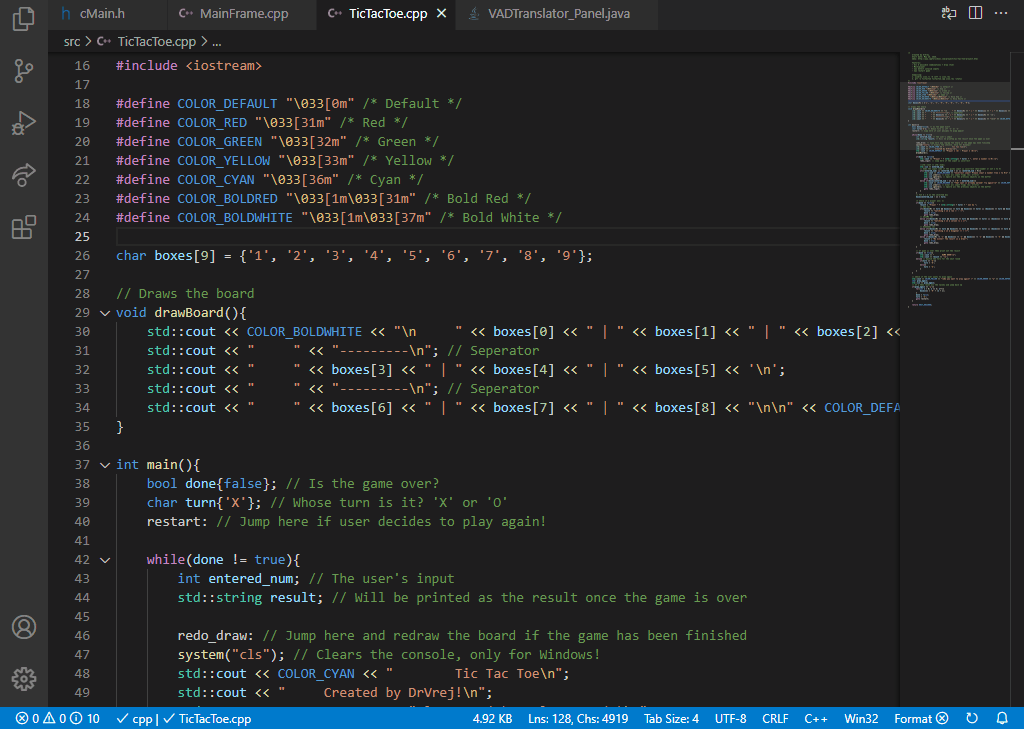 cMain.h MainFrame.cpp TicTacToe.cpp VADTranslator_Panel.java
src > TicTacToe.cpp > ...
16 #include <iostream>
17
18 #define COLOR_DEFAULT "\033[0m" /* Default */
19 #define COLOR_RED "\033[31m" /* Red */
20 #define COLOR_GREEN "\033[32m" /* Green */
21 #define COLOR_YELLOW "\033[33m" /* Yellow */
22 #define COLOR_CYAN "\033[36m" /* Cyan */
23 #define COLOR_BOLDRED "\033[1m\033[31m" /* Bold Red */
24 #define COLOR_BOLDWHITE "\033[1m\033[37m" /* Bold White */
25
26 char boxes[9] = {'1', '2', '3', '4', '5', '6', '7', '8', '9'};
27
28 // Draws the board
29 void drawBoard(){
30     std::cout << COLOR_BOLDWHITE << "\n     " << boxes[0] << " | " << boxes[1] << " | " << boxes[2] <<
31     std::cout << "     " << "---------\n"; // Seperator
32     std::cout << "     " << boxes[3] << " | " << boxes[4] << " | " << boxes[5] << '\n';
33     std::cout << "     " << "---------\n"; // Seperator
34     std::cout << "     " << boxes[6] << " | " << boxes[7] << " | " << boxes[8] << "\n\n" << COLOR_DEFA
35 }
36
37 int main(){
38     bool done{false}; // Is the game over?
39     char turn{'X'}; // Whose turn is it? 'X' or 'O'
40     restart: // Jump here if user decides to play again!
41
42     while(done != true){
43         int entered_num; // The user's input
44         std::string result; // Will be printed as the result once the game is over
45
46         redo_draw: // Jump here and redraw the board if the game has been finished
47         system("cls"); // Clears the console, only for Windows!
48         std::cout << COLOR_CYAN << "        Tic Tac Toe\n";
49         std::cout << "     Created by DrVrej!\n";
0 0 10 cpp | TicTacToe.cpp 4.92 KB Lns: 128, Chs: 4919 Tab Size: 4 UTF-8 CRLF C++ Win32 Format